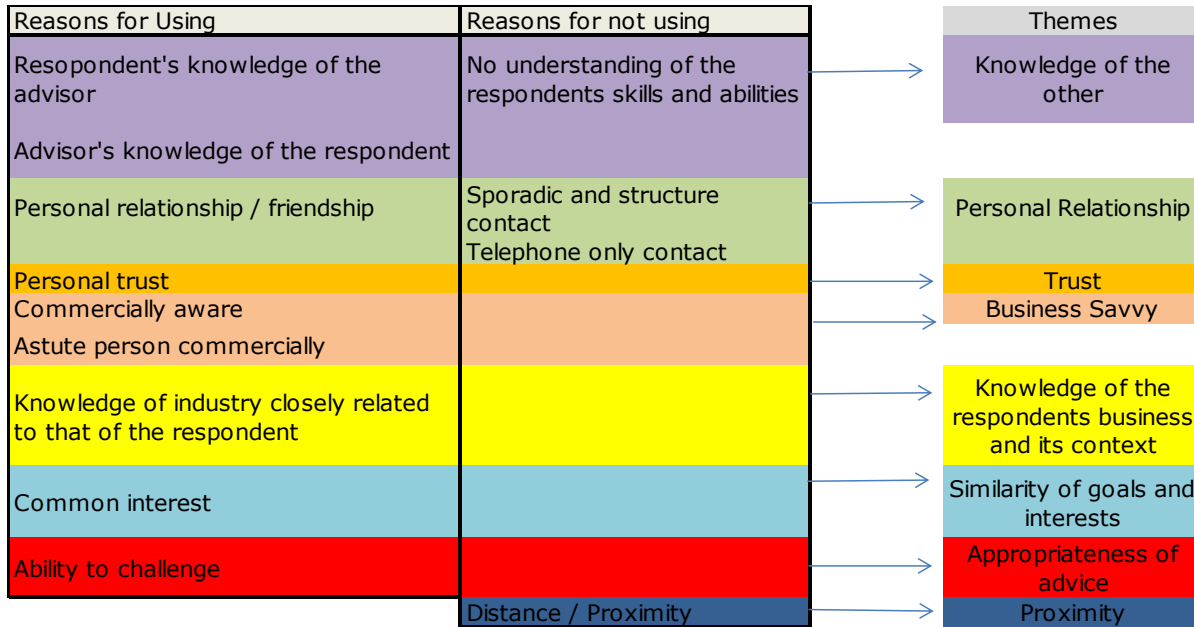 Reasons for Using
Reasons for not using
Themes
Resopondent's knowledge of the
advisor
Advisor's knowledge of the respondent
No understanding of the
respondents skills and abilities
Knowledge of the
other
Personal relationship / friendship
Sporadic and structure
contact
Telephone only contact
Personal Relationship
Personal trust
Trust
Commercially aware
Astute person commercially
Business Savvy
Knowledge of industry closely related
to that of the respondent
Knowledge of the
respondents business
and its context
Common interest
Similarity of goals and
interests
Ability to challenge
Appropriateness of
advice
Distance / Proximity
Proximity